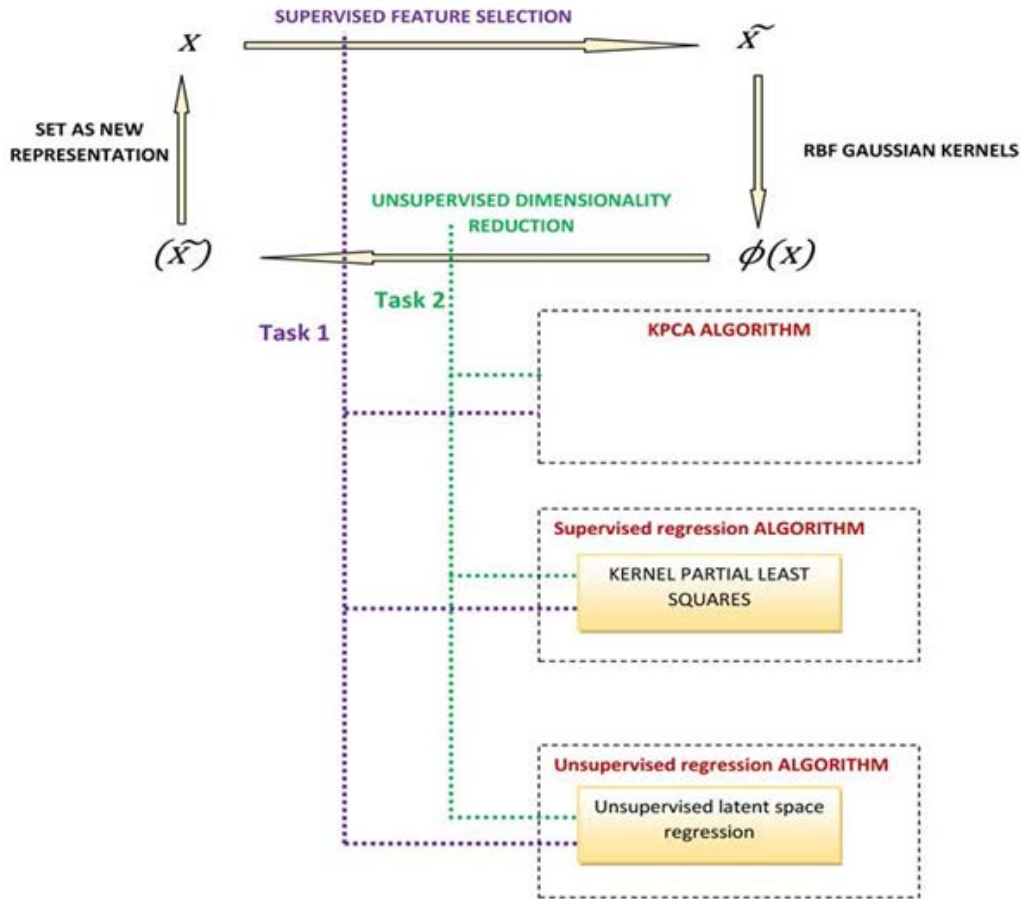 SUPERVISED FEATURE SELECTION
x
x̃
SET AS NEW
REPRESENTATION
RBF GAUSSIAN KERNELS
UNSUPERVISED DIMENSIONALITY
REDUCTION
(x̃)
ϕ(x)
Task 2
Task 1
KPCA ALGORITHM
Supervised regression ALGORITHM
KERNEL PARTIAL LEAST
SQUARES
Unsupervised regression ALGORITHM
Unsupervised latent space
regression